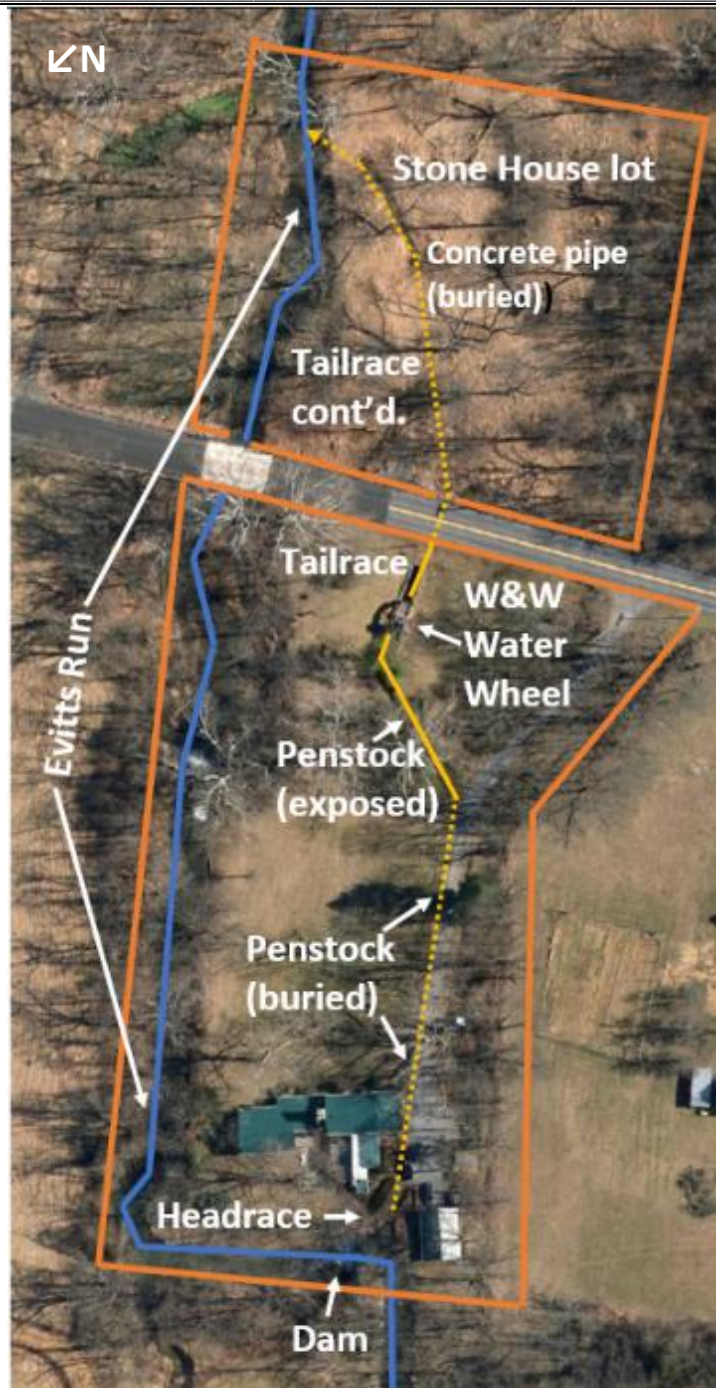 ↙N
Stone House lot
Concrete pipe
(buried))
Tailrace
cont’d.
Tailrace
W&W
Water
Wheel
Evitts Run
Penstock
(exposed)
Penstock
(buried)
Headrace
Dam